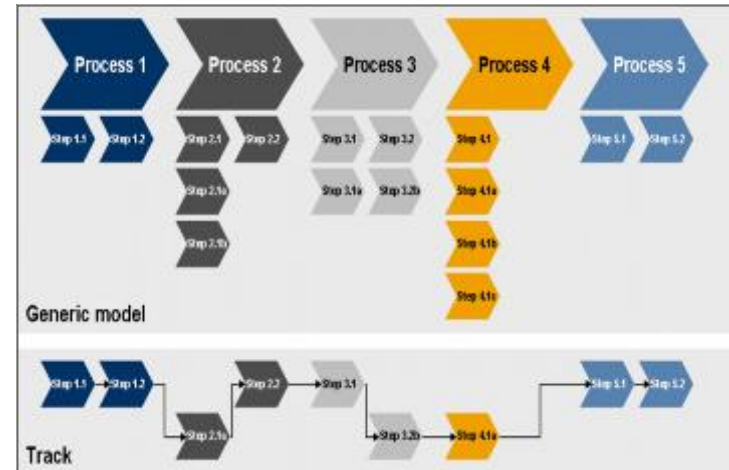 Process 1 Process 2 Process 3 Process 4 Process 5
Step 1.1 Step 1.2 Step 2.1 Step 2.2 Step 3.1 Step 3.2 Step 4.1 Step 5.1 Step 5.2
Step 2.1a Step 3.1a Step 3.2b Step 4.1a
Step 2.1b Step 4.1b
Step 4.1c
Generic model
Step 1.1 Step 1.2 Step 2.2 Step 3.1 Step 5.1 Step 5.2
Step 2.1a Step 3.2b Step 4.1a
Track